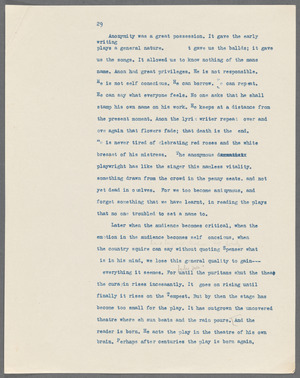 29
Anonymity was a great possession. It gave the early
writing
plays a general nature. It gave us the ballads; it gave
us the songs. It allowed us to know nothing of the mans
name. Anon had great privileges. He is not responsible.
He is not self conscious. He can borrow. can repeat.
He can say what everyone feels. No one asks that he shall
stamp his own name on his work. He keeps at a distance from
the present moment. Anon the lyric writer repeats over and
over again that flowers fade; that death is the end.
He is never tired of celebrating red roses and the white
breast of his mistress. The anonymous dramatist
playwright has like the singer this nameless vitality,
something drawn from the crowd in the penny seats. and not
yet dead in ourselves. For we too become anonymous, and
forget something that we have learnt, in reading the plays
that no one troubled to set a name to.
Later when the audience becomes critical, when the
emotion in the audience becomes self conscious, when
the country squire can say without quoting Spenser what
is in his mind, we lose this general quality to gain---
everything it seems. For until the puritans shut the thea
the curtain rises incessantly. It goes on rising until
finally it rises on the Tempest. But by then the stage has
become too small for the play. It has outgrown the uncovered
theatre where sun beats and the rain pours. And the
reader is born. He acts the play in the theatre of his own
brain. Perhaps after centuries the play is born again,